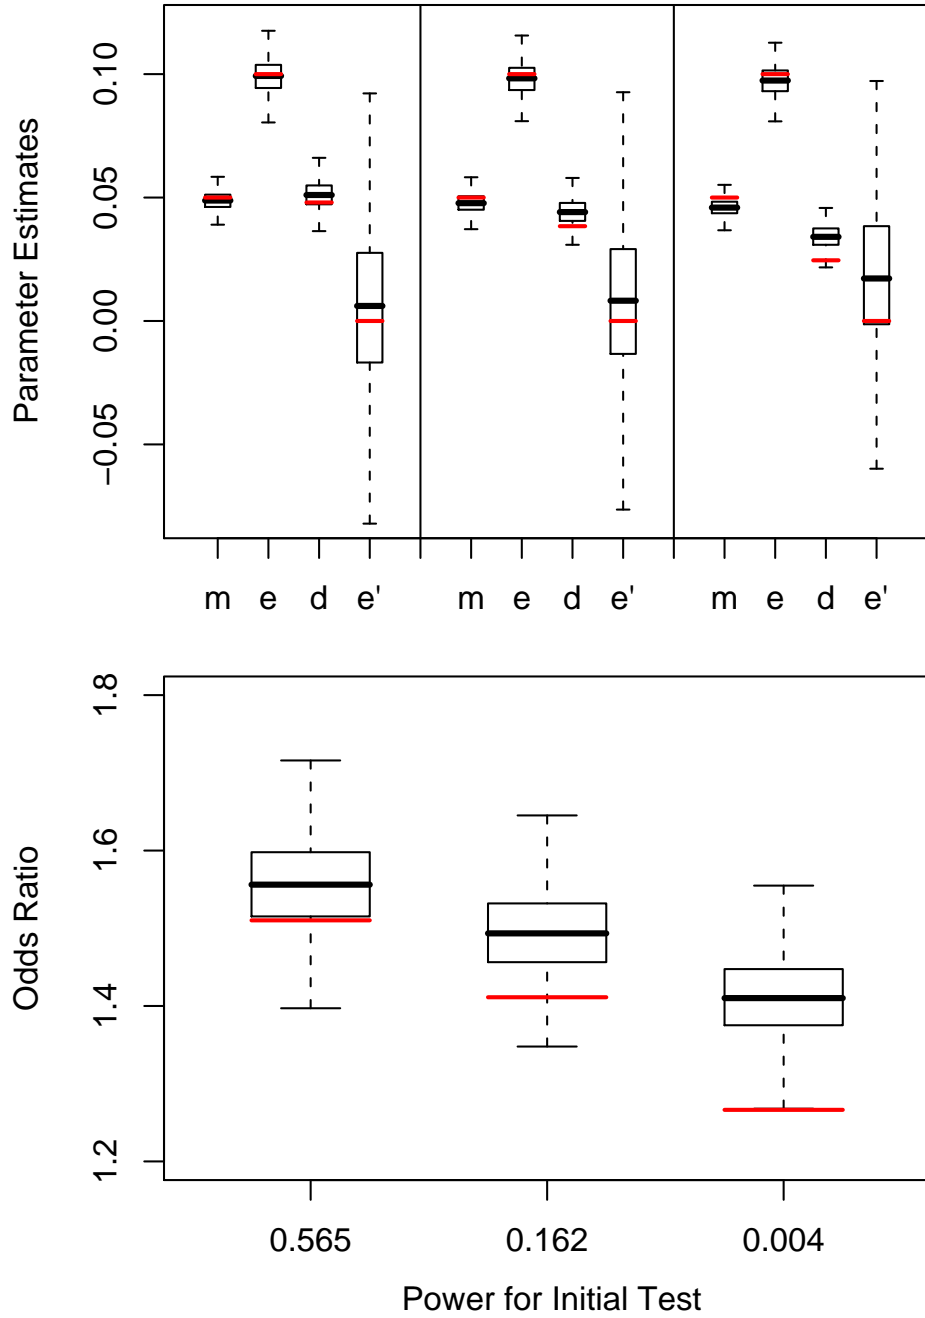 Parameter Estimates
0.10
0.05
0.00
−0.05
m e d e' m e d e' m e d e'
Odds Ratio
1.8
1.6
1.4
1.2
0.565 0.162 0.004
Power for Initial Test